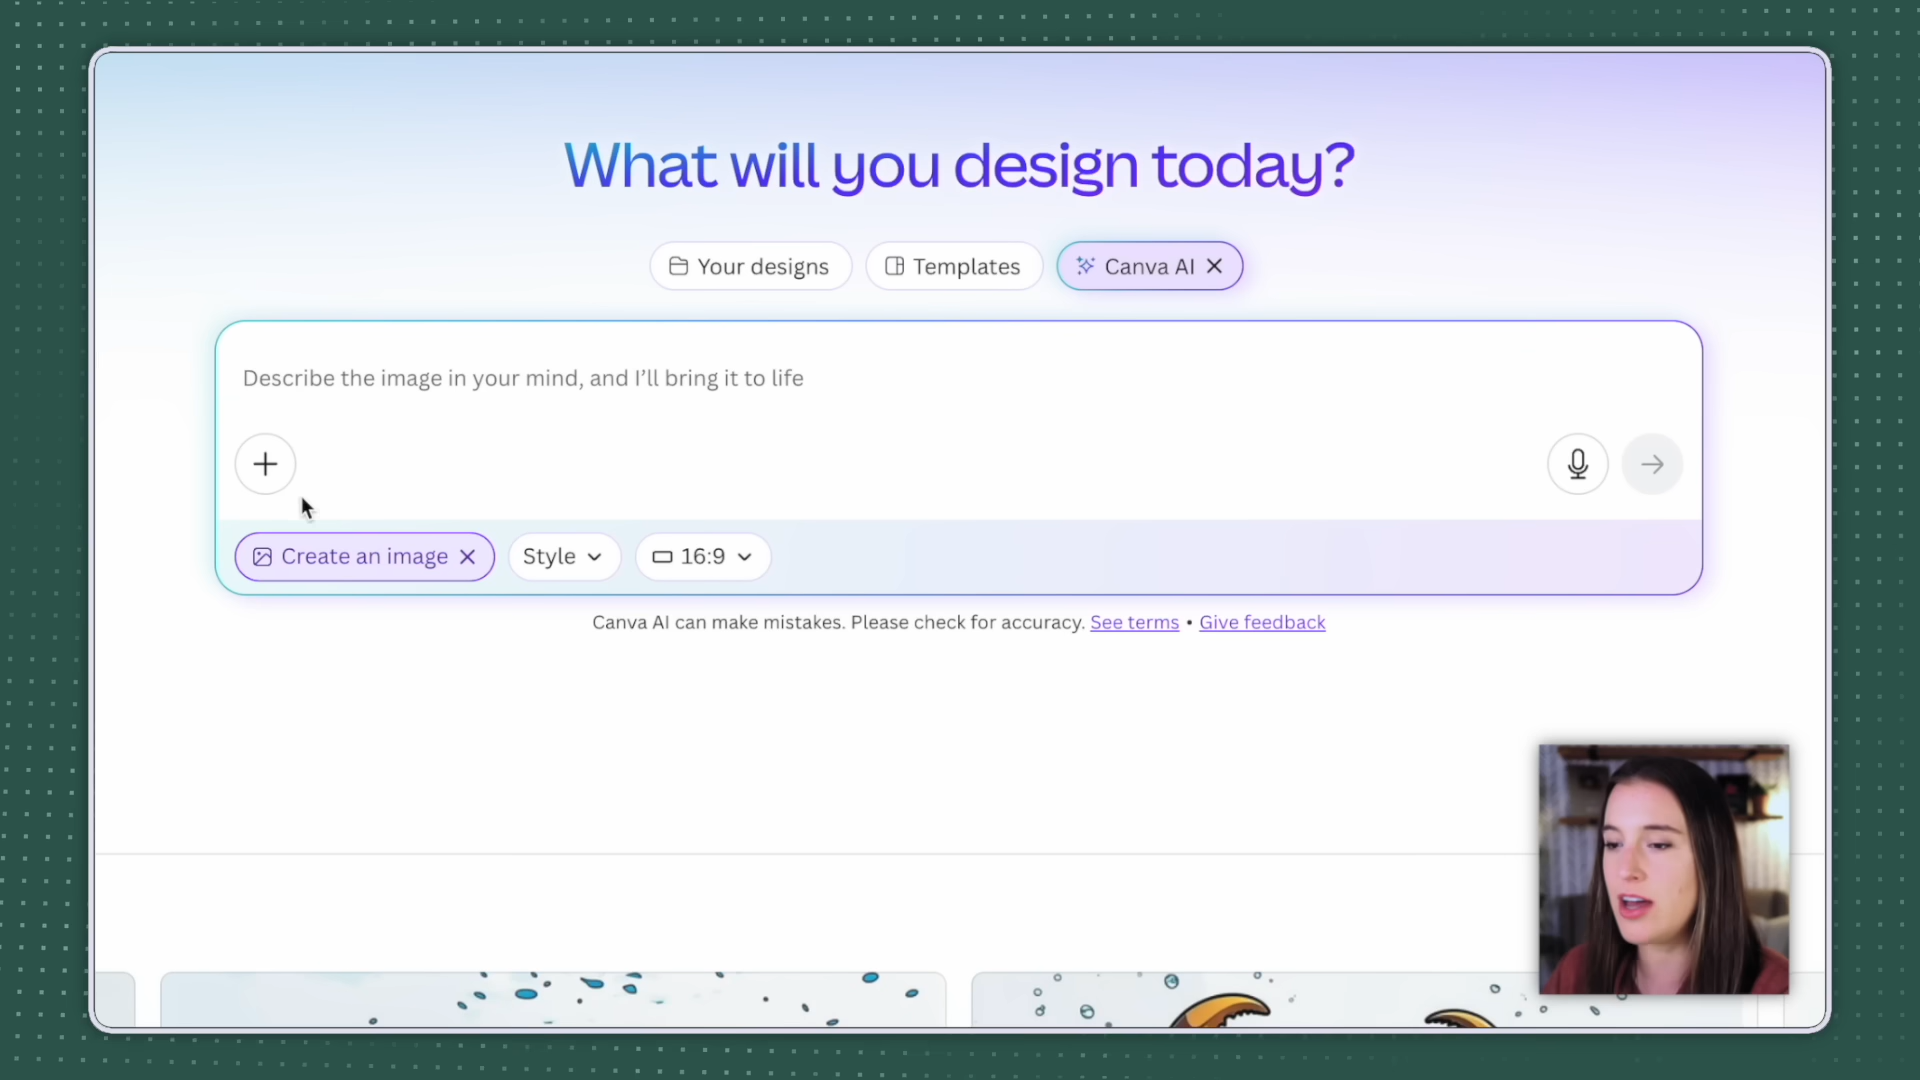 What will you design today?
Your designs
Templates
Canva AI
Describe the image in your mind, and I'll bring it to life
Create an image
Style
16:9
Canva AI can make mistakes. Please check for accuracy. See terms • Give feedback